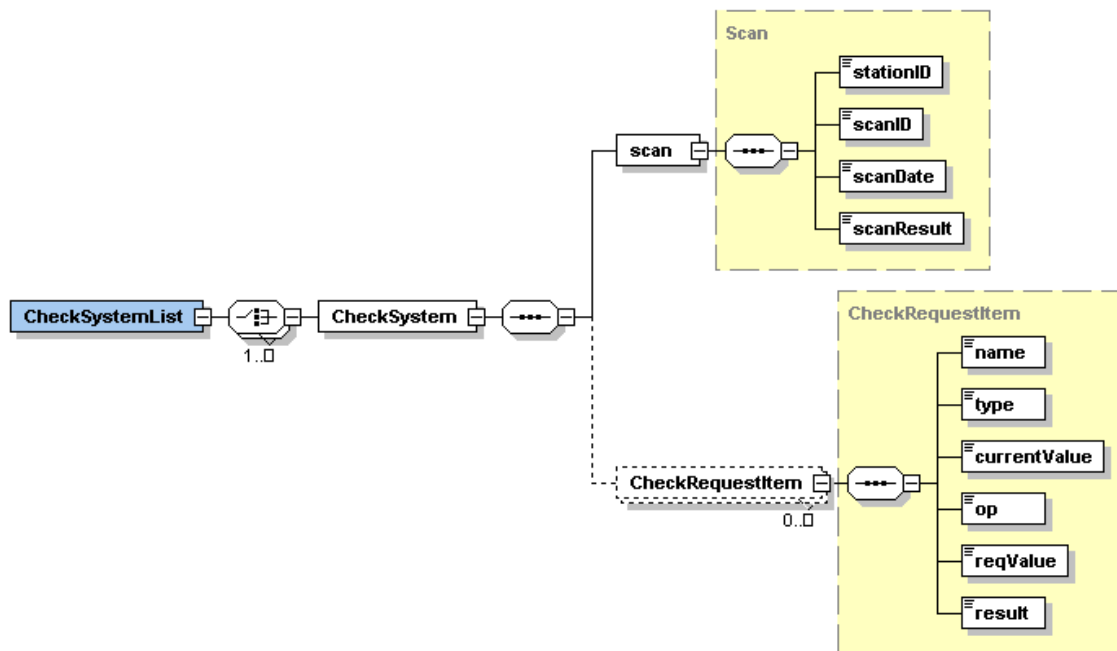 Scan
stationID
scanID
scan
scanDate
scanResult
CheckSystemList
CheckSystem
1..▯
CheckRequestItem
name
type
currentValue
CheckRequestItem
op
0..▯
reqValue
result